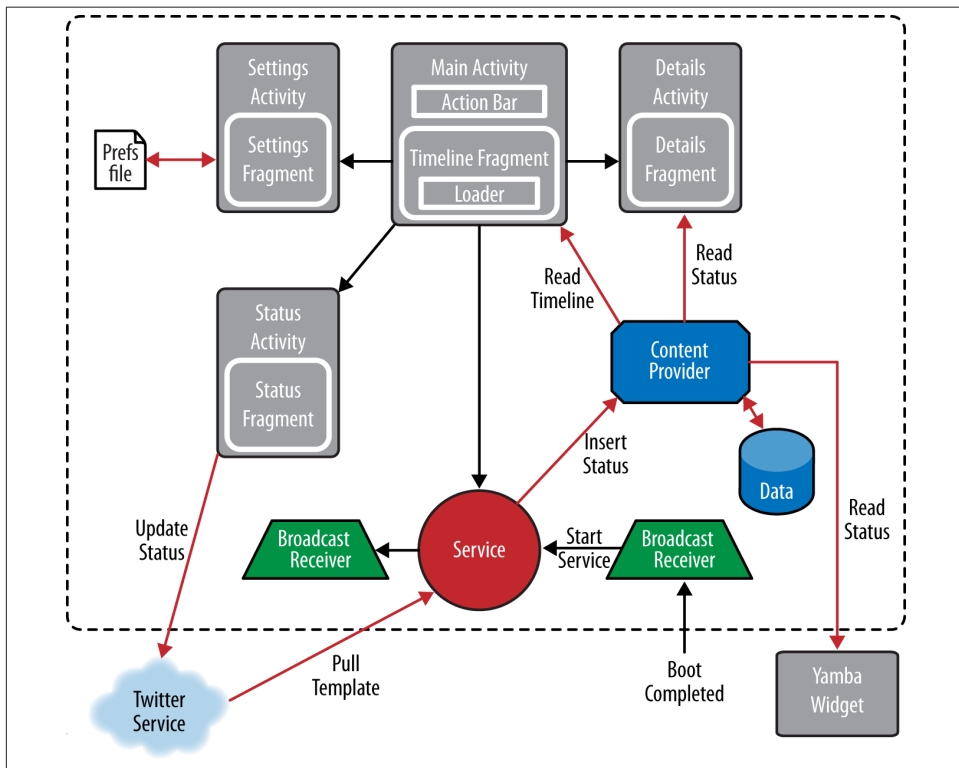 Settings
Activity
Settings
Fragment
Main Activity
Action Bar
Timeline Fragment
Loader
Details
Activity
Details
Fragment
Prefs
file
Read
Timeline
Read
Status
Status
Activity
Status
Fragment
Content
Provider
Insert
Status
Data
Update
Status
Broadcast
Receiver
Service
Start
Service
Broadcast
Receiver
Read
Status
Twitter
Service
Pull
Template
Boot
Completed
Yamba
Widget